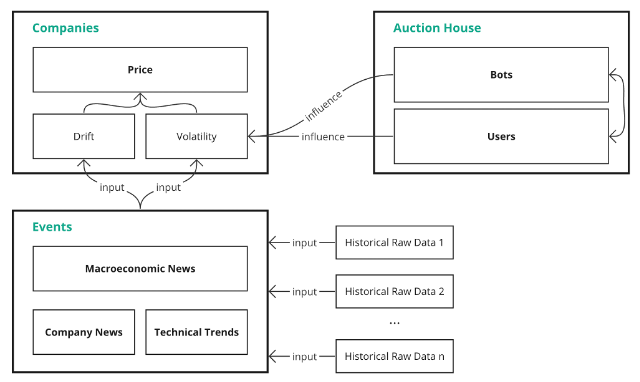 Companies
Price
Drift
Volatility
Auction House
Bots
Users
influence
influence
input
input
Events
Macroeconomic News
Company News
Technical Trends
input
Historical Raw Data 1
input
Historical Raw Data 2
...
input
Historical Raw Data n